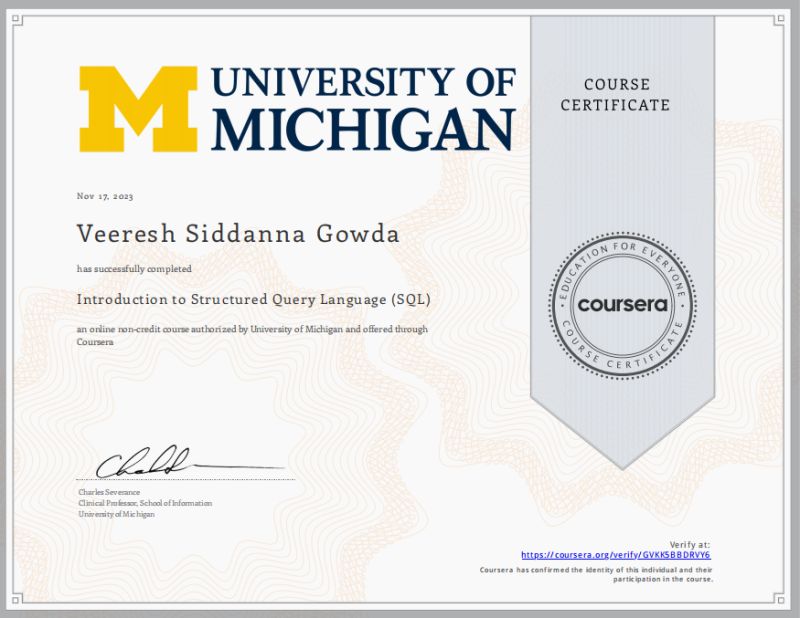 UNIVERSITY OF
MICHIGAN
COURSE
CERTIFICATE
Nov 17, 2023
Veeresh Siddanna Gowda
has successfully completed
Introduction to Structured Query Language (SQL)
an online non-credit course authorized by University of Michigan and offered through
Coursera
EDUCATION FOR EVERYONE
coursera
COURSE CERTIFICATE
Charles Severance
Clinical Professor, School of Information
University of Michigan
Verify at:
https://coursera.org/verify/GVKK5BBDRVY6
Coursera has confirmed the identity of this individual and their
participation in the course.